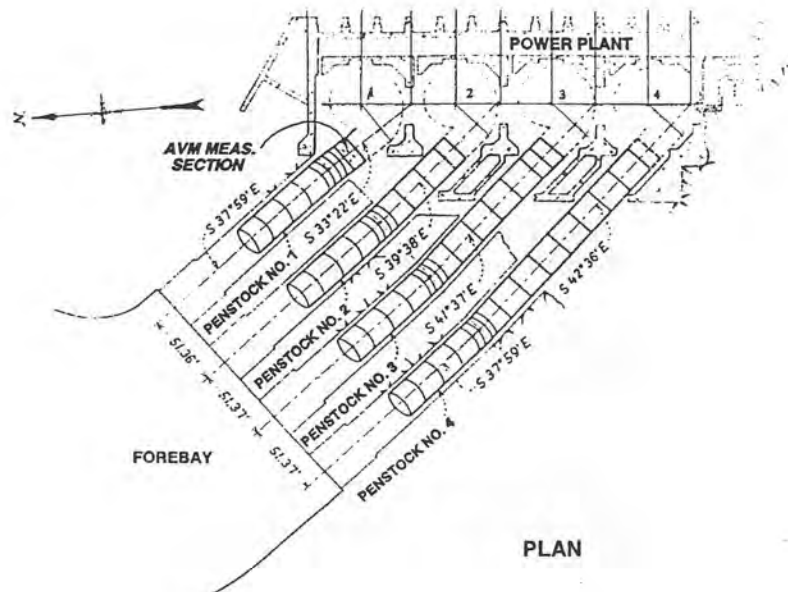 POWER PLANT
1
2
3
4
N.
AVM MEAS.
SECTION
S 37°59'E
S 33°22'E
S 39°38'E
S 41°37'E
S 42°36'E
S 37°59'E
PENSTOCK NO. 1
PENSTOCK NO. 2
PENSTOCK NO. 3
PENSTOCK NO. 4
51.36'
51.37'
51.37'
FOREBAY
PLAN